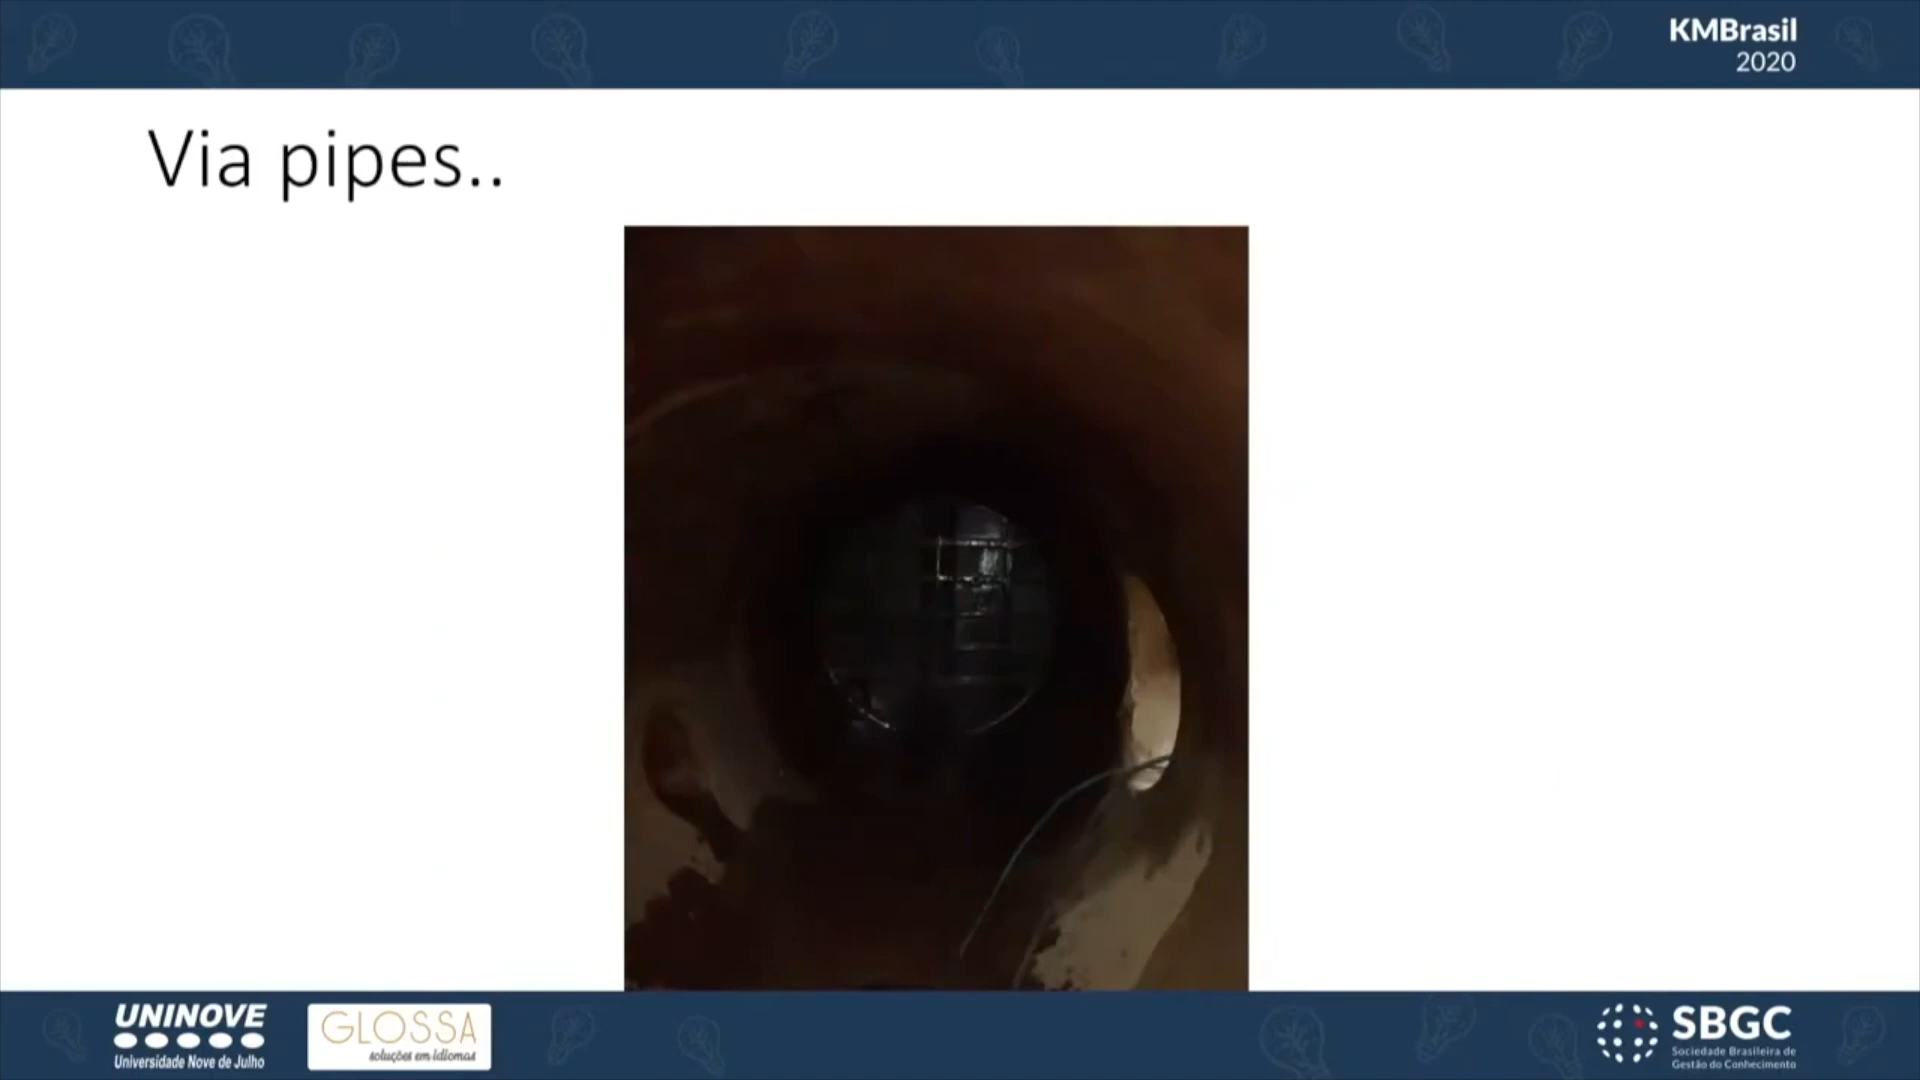 KMBrasil
2020
Via pipes..
UNINOVE
Universidade Nove de Julho
GLOSSA
soluções em idiomas
SBGC
Sociedade Brasileira de
Gestão do Conhecimento